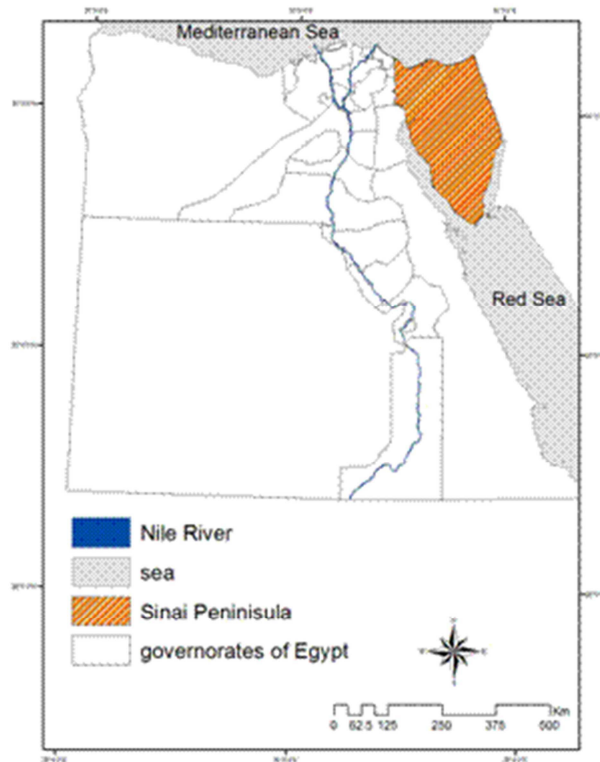 Mediterranean Sea
Red Sea
Nile River
sea
Sinai Peninisula
governorates of Egypt
Km
0 62.5 125 250 375 500